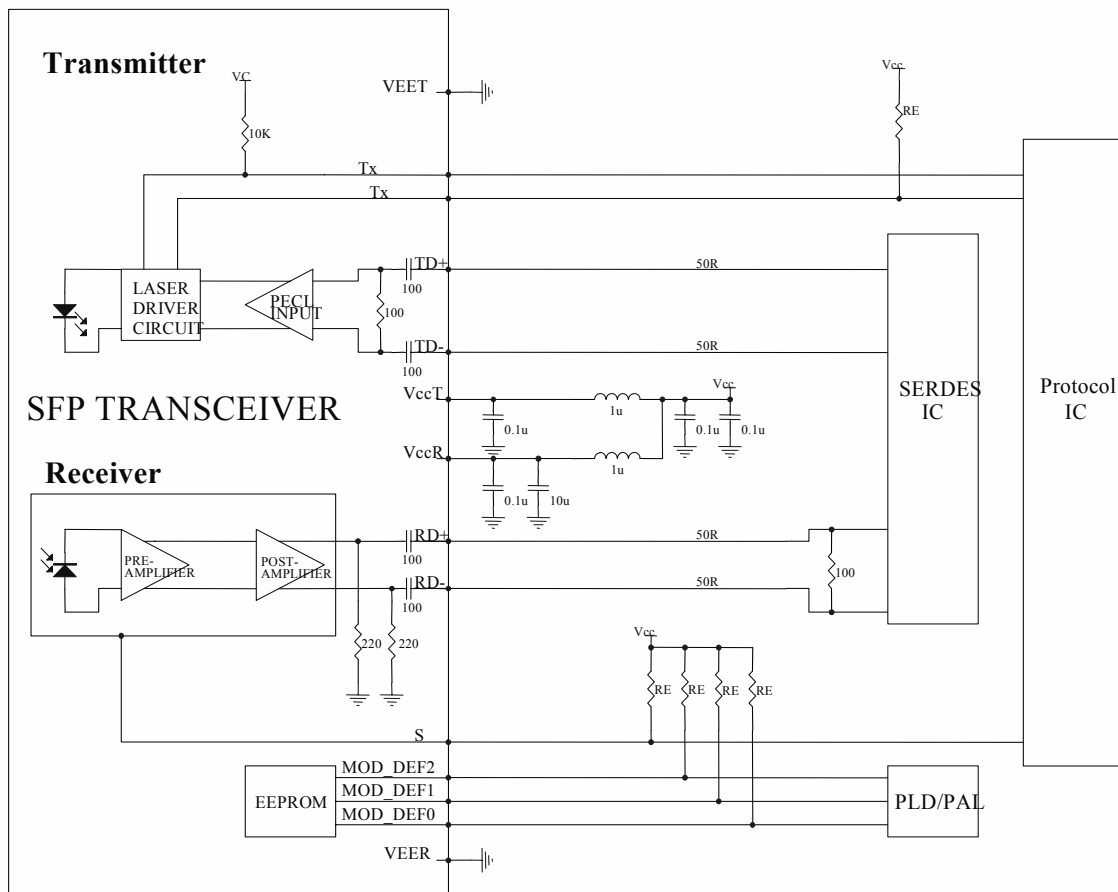 Transmitter
VEET
Vcc
VC
RE
10K
Tx
Tx
TD+
50R
100
LASER
DRIVER
CIRCUIT
PECL
INPUT
100
TD-
50R
100
VccT
Vcc
1u
0.1u
0.1u
0.1u
SFP TRANSCEIVER
SERDES
IC
Protocol
IC
VccR
1u
0.1u
10u
Receiver
RD+
50R
100
PRE-
AMPLIFIER
POST-
AMPLIFIER
100
RD-
50R
100
220
220
Vcc
RE
RE
RE
RE
S
MOD_DEF2
MOD_DEF1
MOD_DEF0
EEPROM
PLD/PAL
VEER